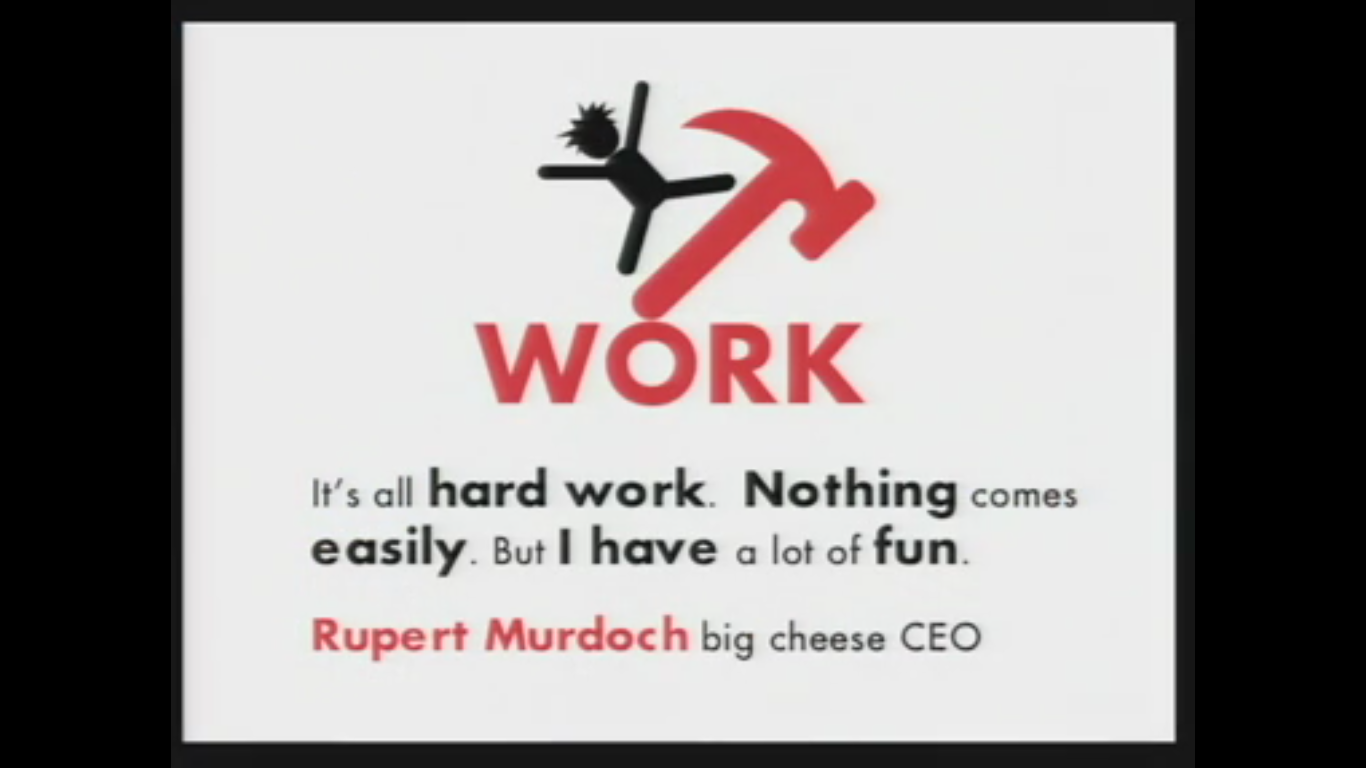 WORK
It's all hard work. Nothing comes
easily. But I have a lot of fun.
Rupert Murdoch big cheese CEO